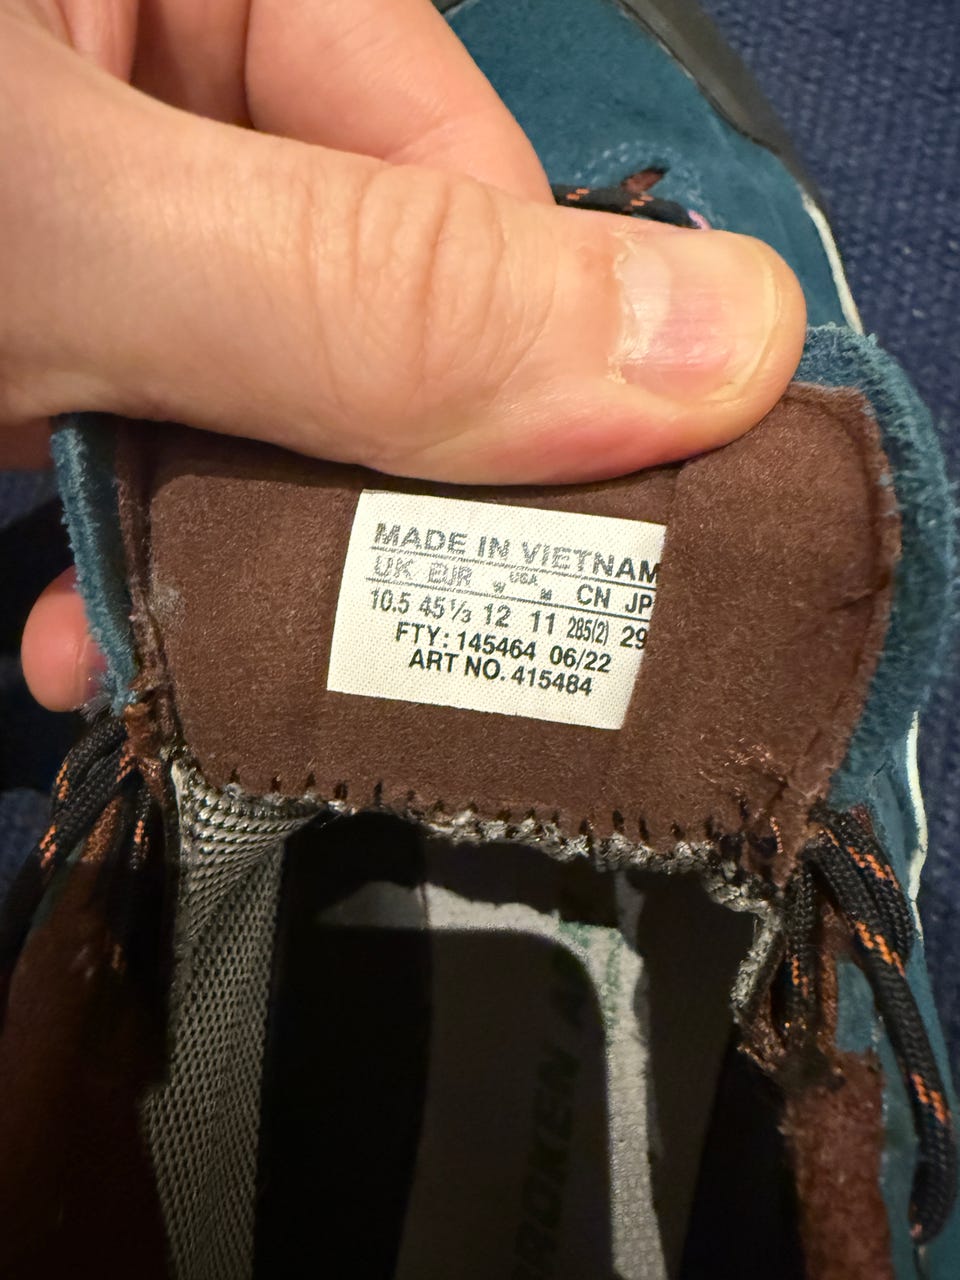 MADE IN VIETNAM
UK EUR W USA M CN JP
10.5 45⅓ 12 11 285(2) 29
FTY: 145464 06/22
ART NO. 415484